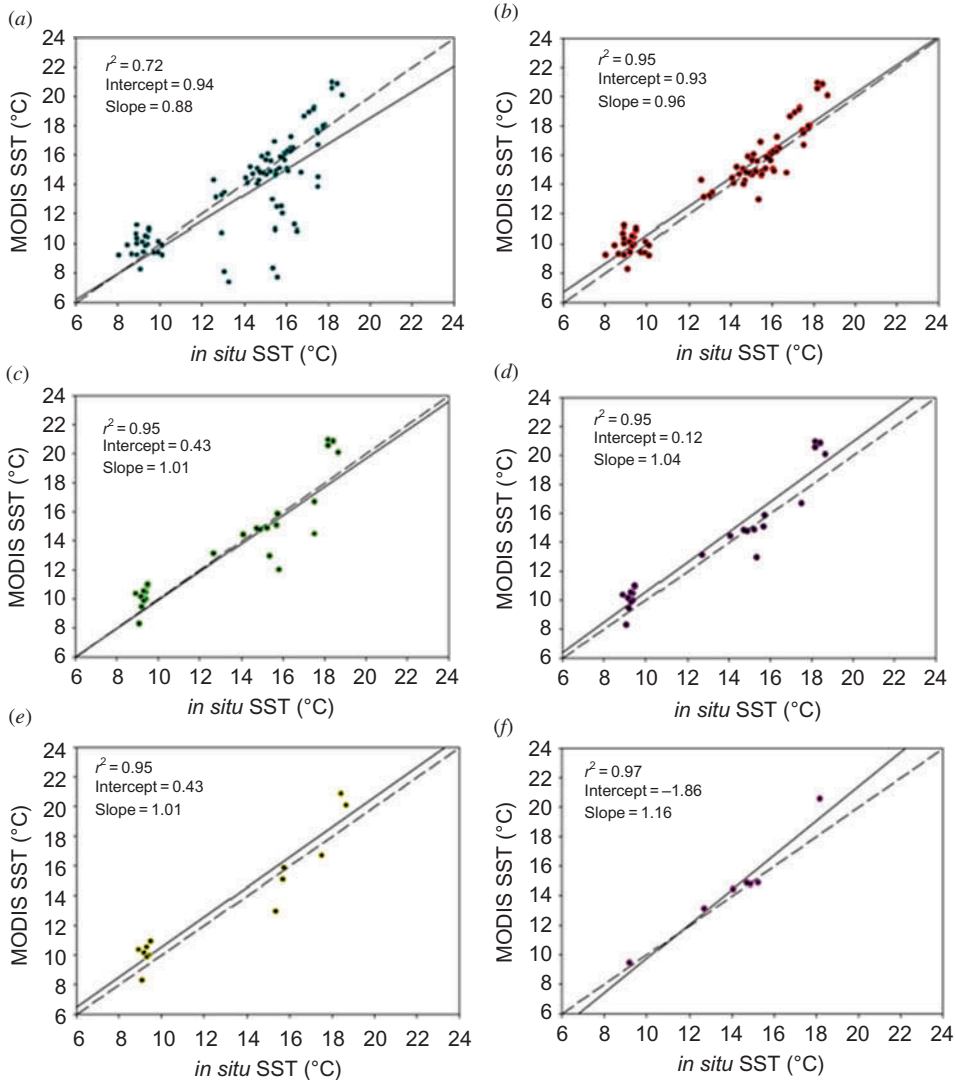 (a)
r² = 0.72
Intercept = 0.94
Slope = 0.88
MODIS SST (°C)
24
22
20
18
16
14
12
10
8
6
6 8 10 12 14 16 18 20 22 24
in situ SST (°C)
(b)
r² = 0.95
Intercept = 0.93
Slope = 0.96
MODIS SST (°C)
24
22
20
18
16
14
12
10
8
6
6 8 10 12 14 16 18 20 22 24
in situ SST (°C)
(c)
r² = 0.95
Intercept = 0.43
Slope = 1.01
MODIS SST (°C)
24
22
20
18
16
14
12
10
8
6
6 8 10 12 14 16 18 20 22 24
in situ SST (°C)
(d)
r² = 0.95
Intercept = 0.12
Slope = 1.04
MODIS SST (°C)
24
22
20
18
16
14
12
10
8
6
6 8 10 12 14 16 18 20 22 24
in situ SST (°C)
(e)
r² = 0.95
Intercept = 0.43
Slope = 1.01
MODIS SST (°C)
24
22
20
18
16
14
12
10
8
6
6 8 10 12 14 16 18 20 22 24
in situ SST (°C)
(f)
r² = 0.97
Intercept = –1.86
Slope = 1.16
MODIS SST (°C)
24
22
20
18
16
14
12
10
8
6
6 8 10 12 14 16 18 20 22 24
in situ SST (°C)